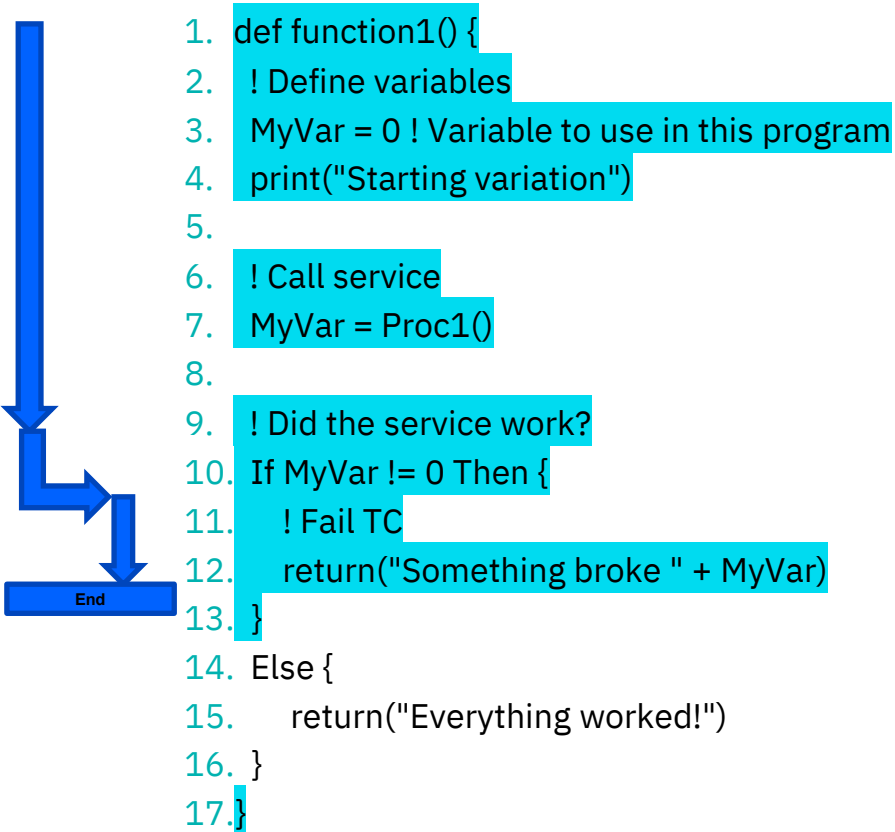 1. def function1() {
2. ! Define variables
3. MyVar = 0 ! Variable to use in this program
4. print("Starting variation")
5.
6. ! Call service
7. MyVar = Proc1()
8.
9. ! Did the service work?
10. If MyVar != 0 Then {
11. ! Fail TC
12. return("Something broke " + MyVar)
End
13. }
14. Else {
15. return("Everything worked!")
16. }
17. }